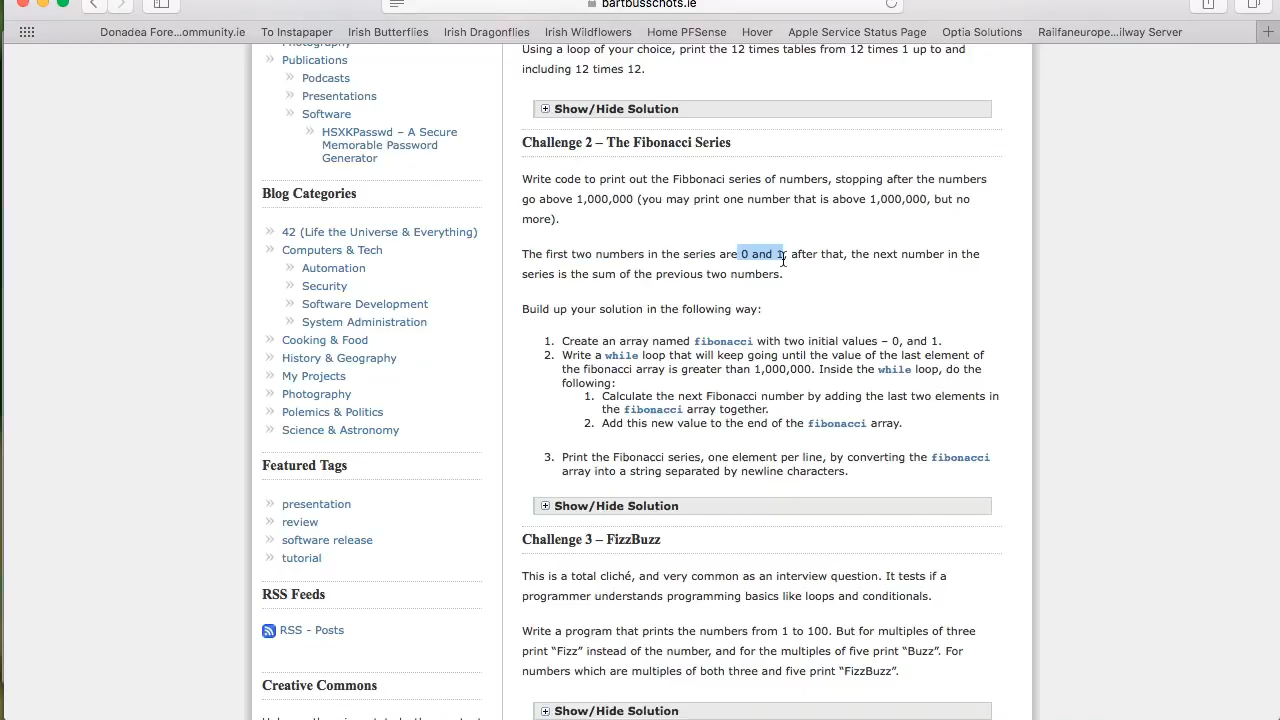 bartbusschots.ie
Donadea Fore...ommunity.ie
To Instapaper
Irish Butterflies
Irish Dragonflies
Irish Wildflowers
Home PFSense
Hover
Apple Service Status Page
Optia Solutions
Railfaneurope...ilway Server
Photography
Publications
Podcasts
Presentations
Software
HSXKPasswd – A Secure
Memorable Password
Generator
Blog Categories
42 (Life the Universe & Everything)
Computers & Tech
Automation
Security
Software Development
System Administration
Cooking & Food
History & Geography
My Projects
Photography
Polemics & Politics
Science & Astronomy
Featured Tags
presentation
review
software release
tutorial
RSS Feeds
RSS - Posts
Creative Commons
Using a loop of your choice, print the 12 times tables from 12 times 1 up to and
including 12 times 12.
Show/Hide Solution
Challenge 2 – The Fibonacci Series
Write code to print out the Fibbonaci series of numbers, stopping after the numbers
go above 1,000,000 (you may print one number that is above 1,000,000, but no
more).
The first two numbers in the series are 0 and 1, after that, the next number in the
series is the sum of the previous two numbers.
Build up your solution in the following way:
1. Create an array named fibonacci with two initial values – 0, and 1.
2. Write a while loop that will keep going until the value of the last element of
the fibonacci array is greater than 1,000,000. Inside the while loop, do the
following:
1. Calculate the next Fibonacci number by adding the last two elements in
the fibonacci array together.
2. Add this new value to the end of the fibonacci array.
3. Print the Fibonacci series, one element per line, by converting the fibonacci
array into a string separated by newline characters.
Show/Hide Solution
Challenge 3 – FizzBuzz
This is a total cliché, and very common as an interview question. It tests if a
programmer understands programming basics like loops and conditionals.
Write a program that prints the numbers from 1 to 100. But for multiples of three
print “Fizz” instead of the number, and for the multiples of five print “Buzz”. For
numbers which are multiples of both three and five print “FizzBuzz”.
Show/Hide Solution